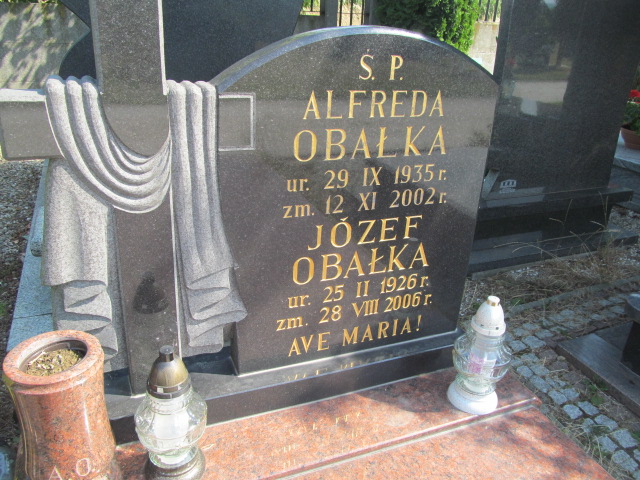 Ś. P.
ALFREDA
OBAŁKA
ur. 29 IX 1935 r.
zm. 12 XI 2002 r.
JÓZEF
OBAŁKA
ur. 25 II 1926 r.
zm. 28 VIII 2006 r.
AVE MARIA!
A.O.